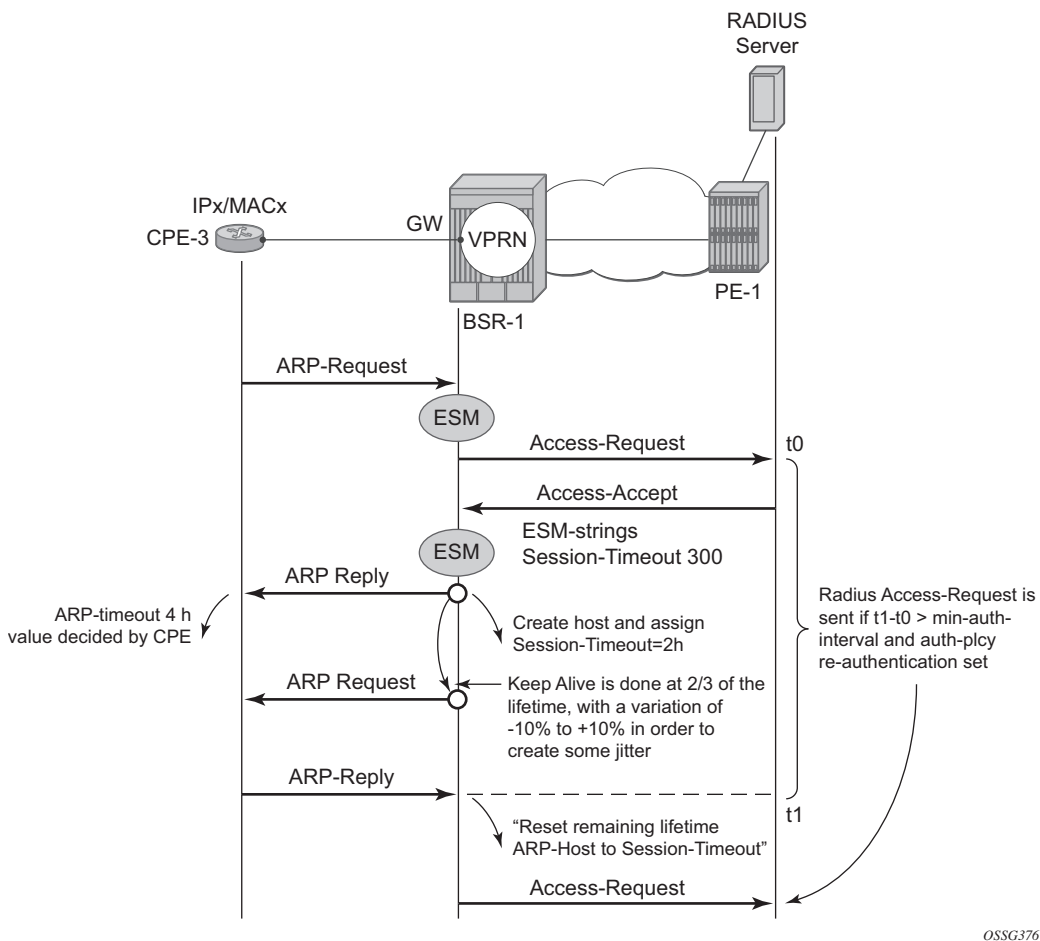 RADIUS
Server
IPx/MACx
CPE-3
GW
VPRN
PE-1
BSR-1
ARP-Request
ESM
Access-Request
t0
Access-Accept
ESM-strings
Session-Timeout 300
ESM
ARP Reply
ARP-timeout 4 h
value decided by CPE
Create host and assign
Session-Timeout=2h
Radius Access-Request is
sent if t1-t0 > min-auth-
interval and auth-plcy
re-authentication set
ARP Request
Keep Alive is done at 2/3 of the
lifetime, with a variation of
-10% to +10% in order to
create some jitter
ARP-Reply
t1
“Reset remaining lifetime
ARP-Host to Session-Timeout”
Access-Request
OSSG376